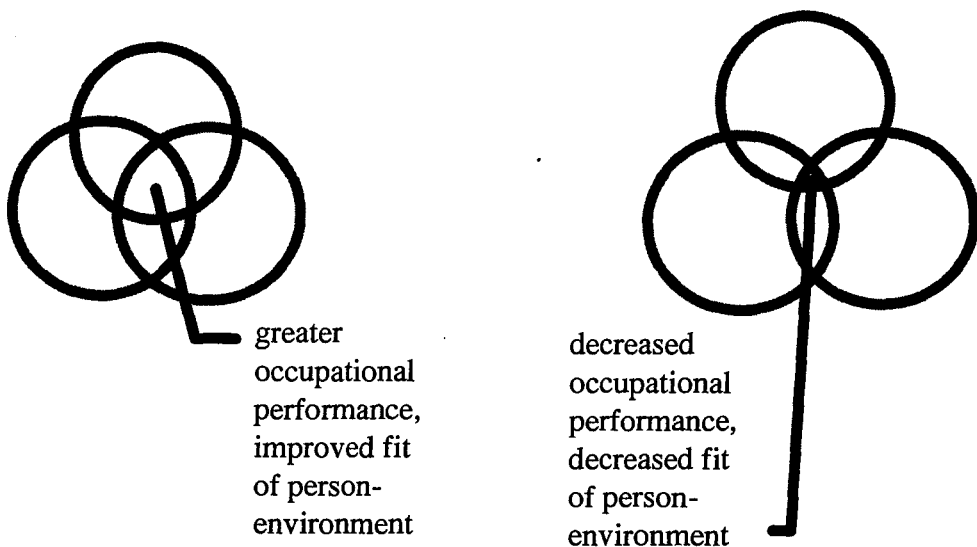 greater
occupational
performance,
improved fit
of person-
environment
decreased
occupational
performance,
decreased fit
of person-
environment